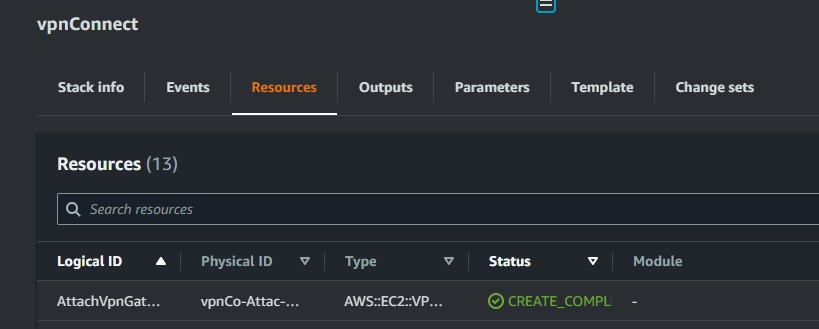 vpnConnect
Stack info Events Resources Outputs Parameters Template Change sets
Resources (13)
Search resources
Logical ID Physical ID Type Status Module
AttachVpnGat... vpnCo-Attac-... AWS::EC2::VP... CREATE_COMPL -